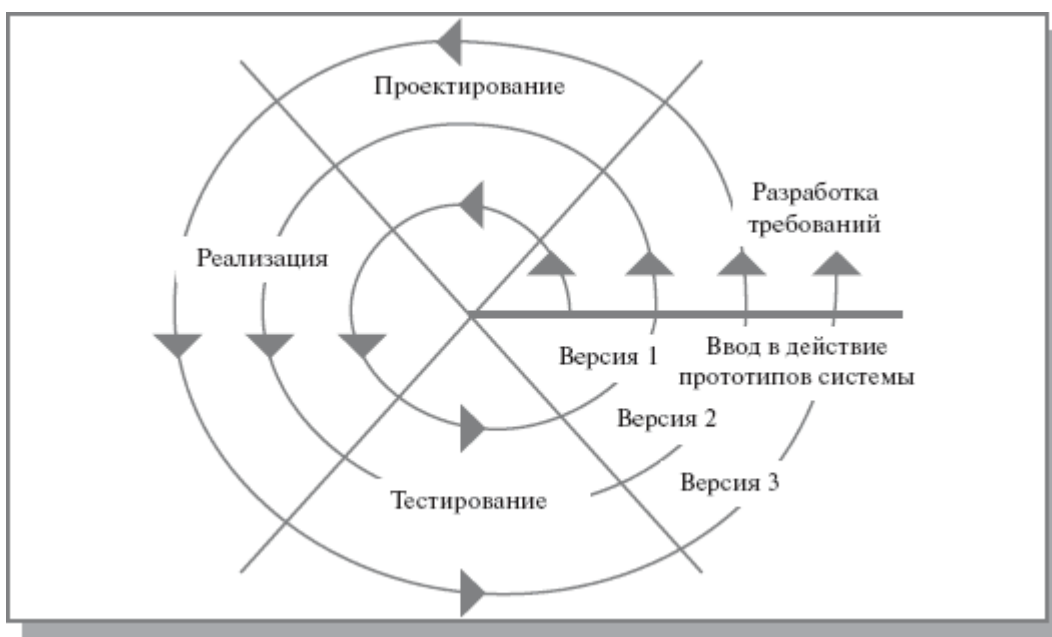 Проектирование
Разработка
требований
Реализация
Версия 1
Ввод в действие
прототипов системы
Версия 2
Версия 3
Тестирование